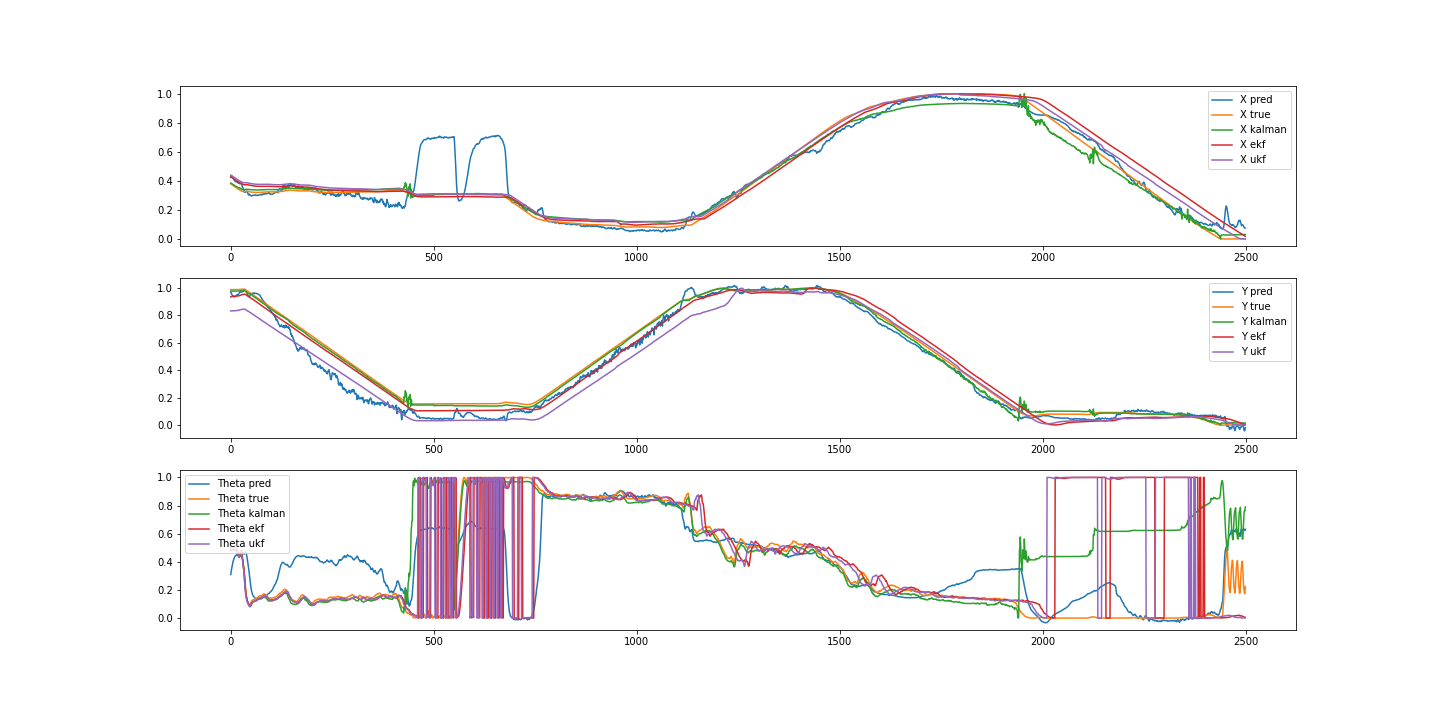 1.0
0.8
0.6
0.4
0.2
0.0
0 500 1000 1500 2000 2500
X pred
X true
X kalman
X ekf
X ukf
1.0
0.8
0.6
0.4
0.2
0.0
0 500 1000 1500 2000 2500
Y pred
Y true
Y kalman
Y ekf
Y ukf
1.0
0.8
0.6
0.4
0.2
0.0
0 500 1000 1500 2000 2500
Theta pred
Theta true
Theta kalman
Theta ekf
Theta ukf